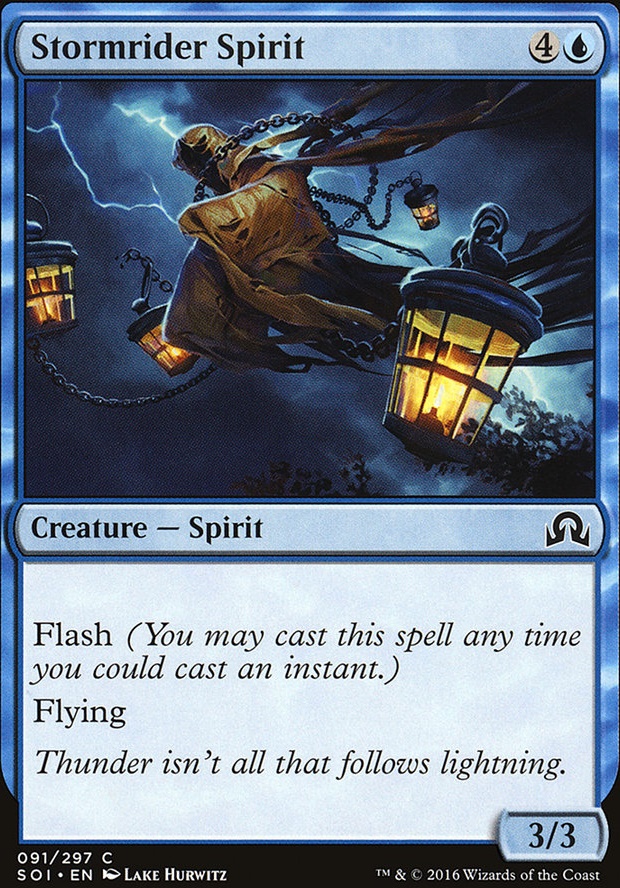 Stormrider Spirit 4
Creature — Spirit
Flash (You may cast this spell any time
you could cast an instant.)
Flying
Thunder isn't all that follows lightning.
3/3
091/297 C
SOI • EN Lake Hurwitz
™ & © 2016 Wizards of the Coast